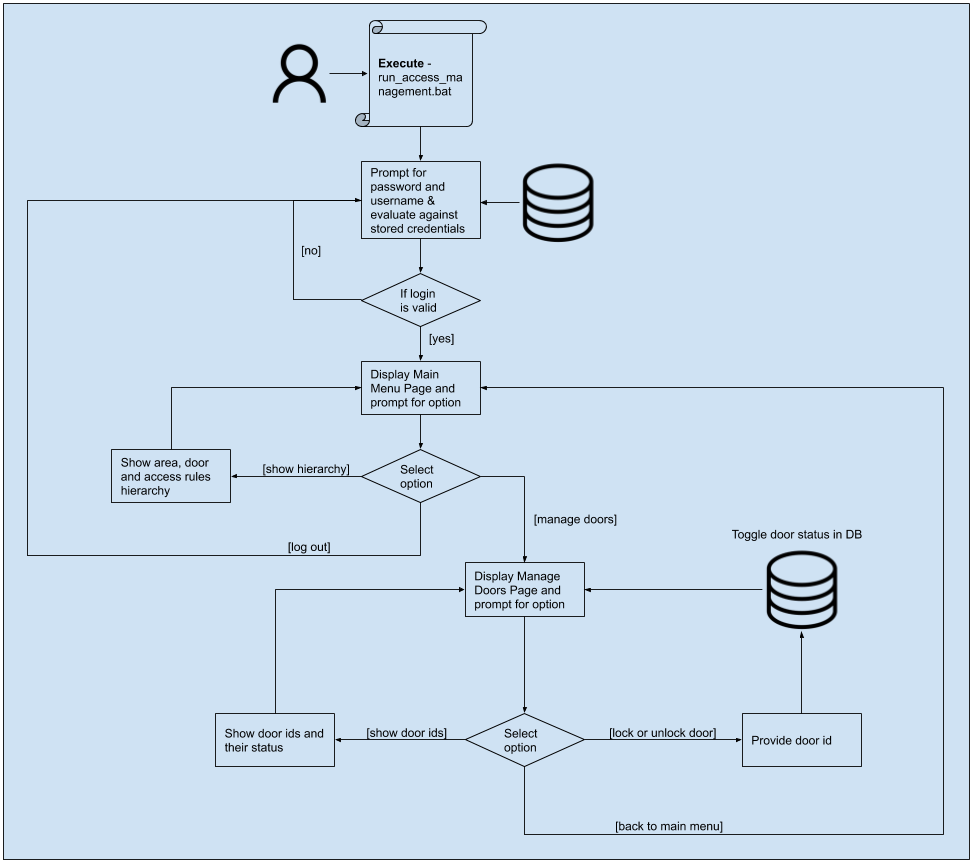 Execute -
run_access_ma
nagement.bat
Prompt for
password and
username &
evaluate against
stored credentials
[no]
If login
is valid
[yes]
Display Main
Menu Page and
prompt for option
Show area, door
and access rules
hierarchy
[show hierarchy]
Select
option
[manage doors]
[log out]
Toggle door status in DB
Display Manage
Doors Page and
prompt for option
Show door ids and
their status
[show door ids]
Select
option
[lock or unlock door]
Provide door id
[back to main menu]